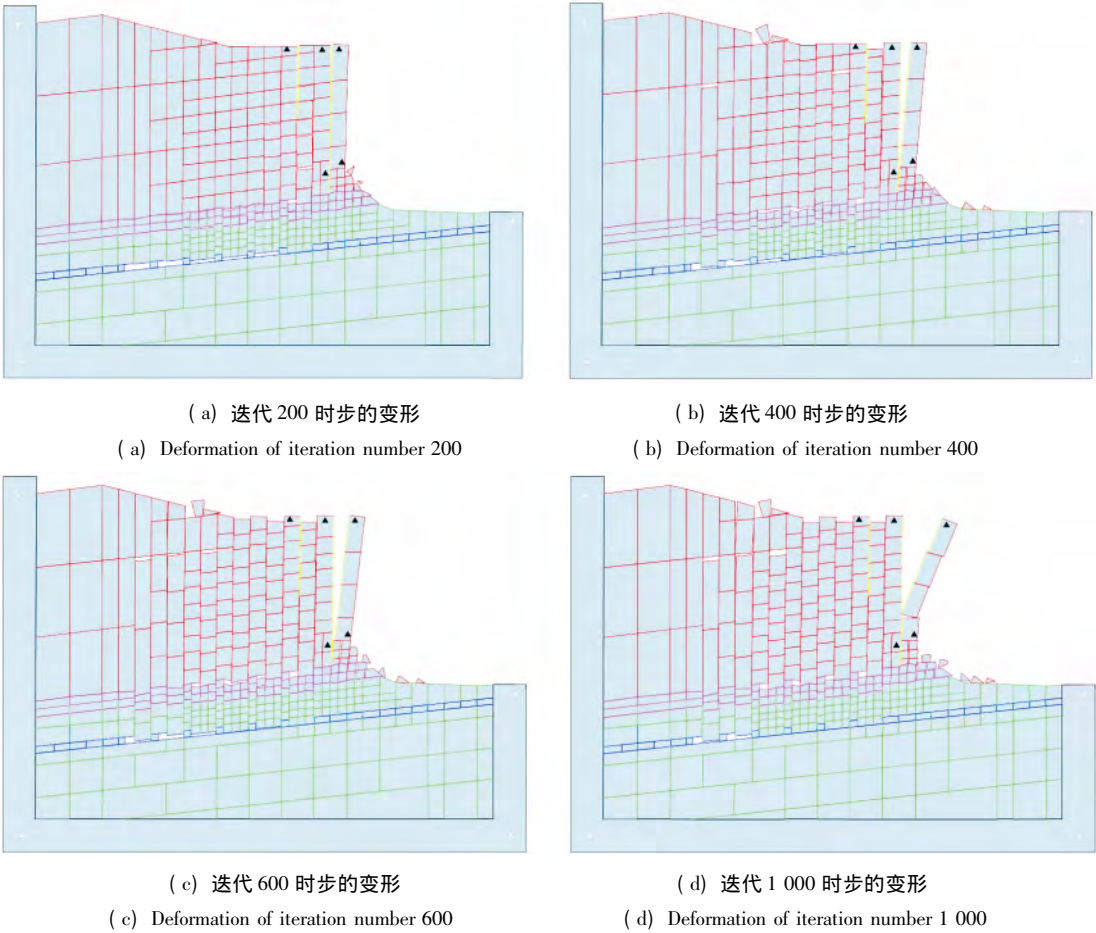 ( a) 迭代 200 时步的变形
( a) Deformation of iteration number 200
( b) 迭代 400 时步的变形
( b) Deformation of iteration number 400
( c) 迭代 600 时步的变形
( c) Deformation of iteration number 600
( d) 迭代 1 000 时步的变形
( d) Deformation of iteration number 1 000